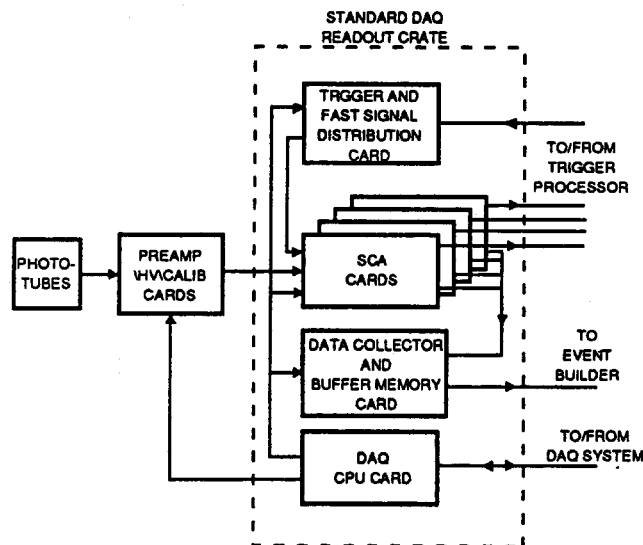 STANDARD DAQ
READOUT CRATE
TRGGER AND
FAST SIGNAL
DISTRIBUTION
CARD
TO/FROM
TRIGGER
PROCESSOR
PHOTO-
TUBES
PREAMP
\HV\CALIB
CARDS
SCA
CARDS
DATA COLLECTOR
AND
BUFFER MEMORY
CARD
TO
EVENT
BUILDER
DAQ
CPU CARD
TO/FROM
DAQ SYSTEM